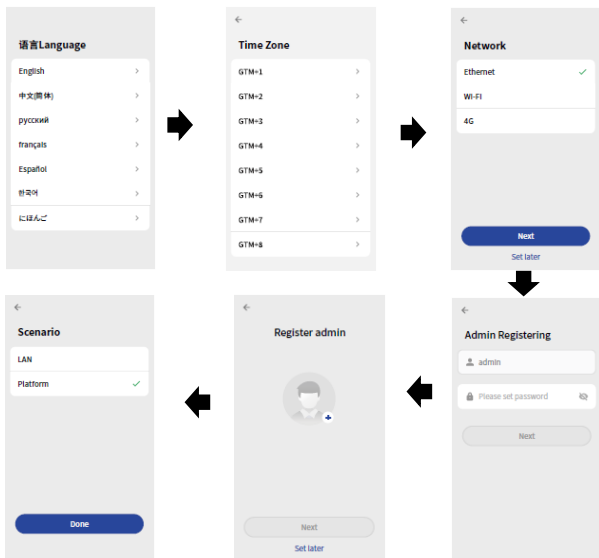 语言Language
English
中文(简体)
русский
français
Español
한국어
にほんご
Time Zone
GTM+1
GTM+2
GTM+3
GTM+4
GTM+5
GTM+6
GTM+7
GTM+8
Network
Ethernet
WI-FI
4G
Next
Set later
Admin Registering
admin
Please set password
Next
Register admin
Next
Set later
Scenario
LAN
Platform
Done